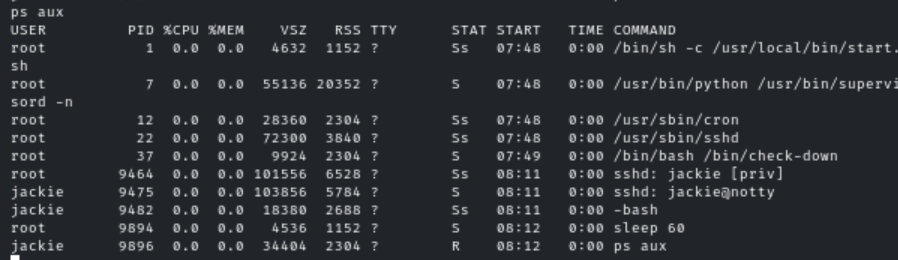 ps aux
USER       PID %CPU %MEM    VSZ   RSS TTY      STAT START   TIME COMMAND
root         1  0.0  0.0   4632  1152 ?        Ss   07:48   0:00 /bin/sh -c /usr/local/bin/start.
sh
root         7  0.0  0.0  55136 20352 ?        S    07:48   0:00 /usr/bin/python /usr/bin/supervi
sord -n
root        12  0.0  0.0  28360  2304 ?        Ss   07:48   0:00 /usr/sbin/cron
root        22  0.0  0.0  72300  3840 ?        Ss   07:48   0:00 /usr/sbin/sshd
root        37  0.0  0.0   9924  2304 ?        S    07:49   0:00 /bin/bash /bin/check-down
root      9464  0.0  0.0 101556  6528 ?        Ss   08:11   0:00 sshd: jackie [priv]
jackie    9475  0.0  0.0 103856  5784 ?        S    08:11   0:00 sshd: jackie@notty
jackie    9482  0.0  0.0  18380  2688 ?        Ss   08:11   0:00 -bash
root      9894  0.0  0.0   4536  1152 ?        S    08:12   0:00 sleep 60
jackie    9896  0.0  0.0  34404  2304 ?        R    08:12   0:00 ps aux